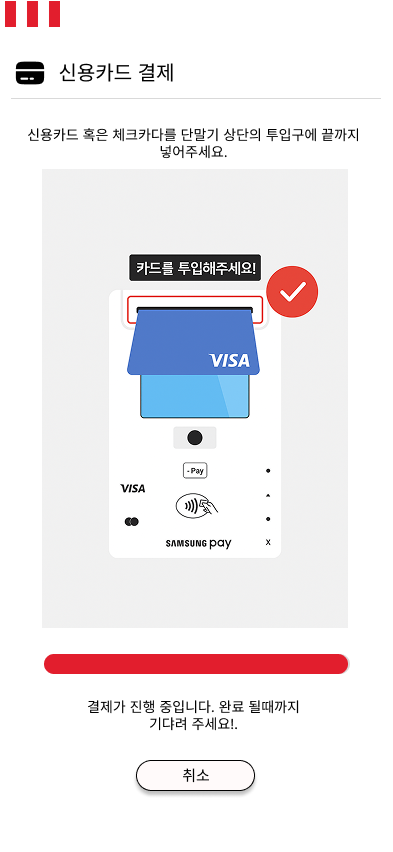 신용카드 결제
신용카드 혹은 체크카다를 단말기 상단의 투입구에 끝까지
넣어주세요.
카드를 투입해주세요!
VISA
- Pay
VISA
SAMSUNG pay
X
결제가 진행 중입니다. 완료 될때까지
기다려 주세요!.
취소